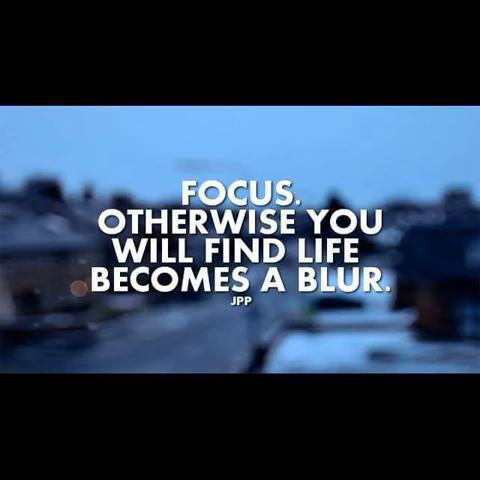 FOCUS.
OTHERWISE YOU
WILL FIND LIFE
BECOMES A BLUR.
JPP